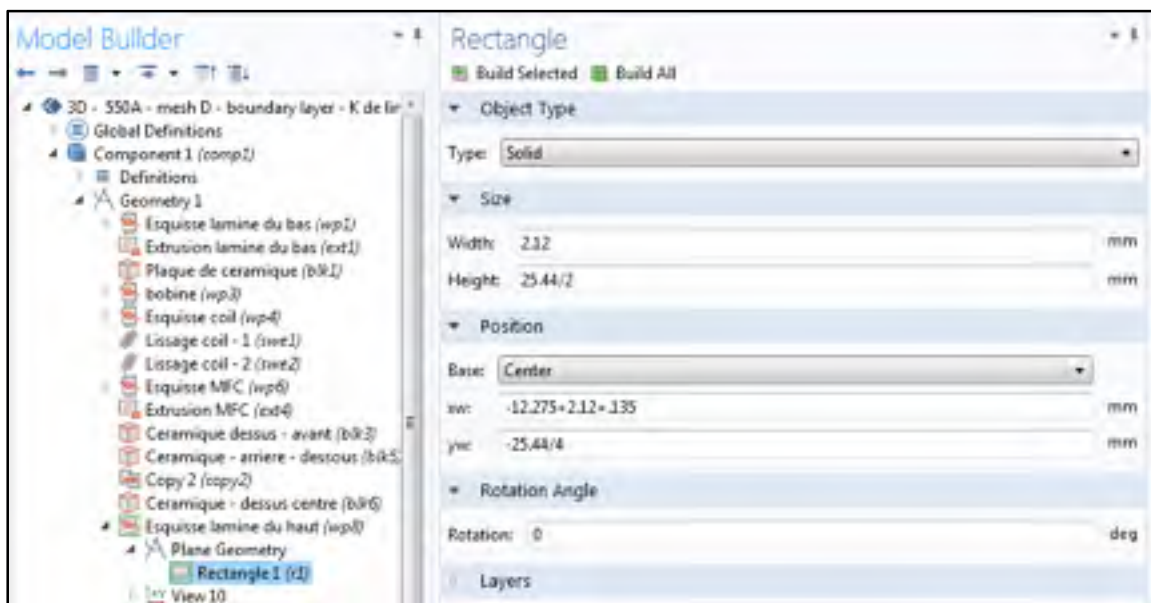 Model Builder
3D - 550A - mesh D - boundary layer - K de lir
Global Definitions
Component 1 (comp1)
Definitions
Geometry 1
Esquisse lamine du bas (wp1)
Extrusion lamine du bas (ext1)
Plaque de ceramique (blk1)
bobine (wp3)
Esquisse coil (wp4)
Lissage coil - 1 (swe1)
Lissage coil - 2 (swe2)
Esquisse MFC (wp6)
Extrusion MFC (ext4)
Ceramique dessus - avant (blk3)
Ceramique - arriere - dessous (blk5
Copy 2 (copy2)
Ceramique - dessus centre (blk6)
Esquisse lamine du haut (wp8)
Plane Geometry
Rectangle 1 (r1)
View 10
Rectangle
Build Selected Build All
Object Type
Type: Solid
Size
Width: 2.12 mm
Height: 25.44/2 mm
Position
Base: Center
xw: -12.275+2.12+.135 mm
yw: -25.44/4 mm
Rotation Angle
Rotation: 0 deg
Layers